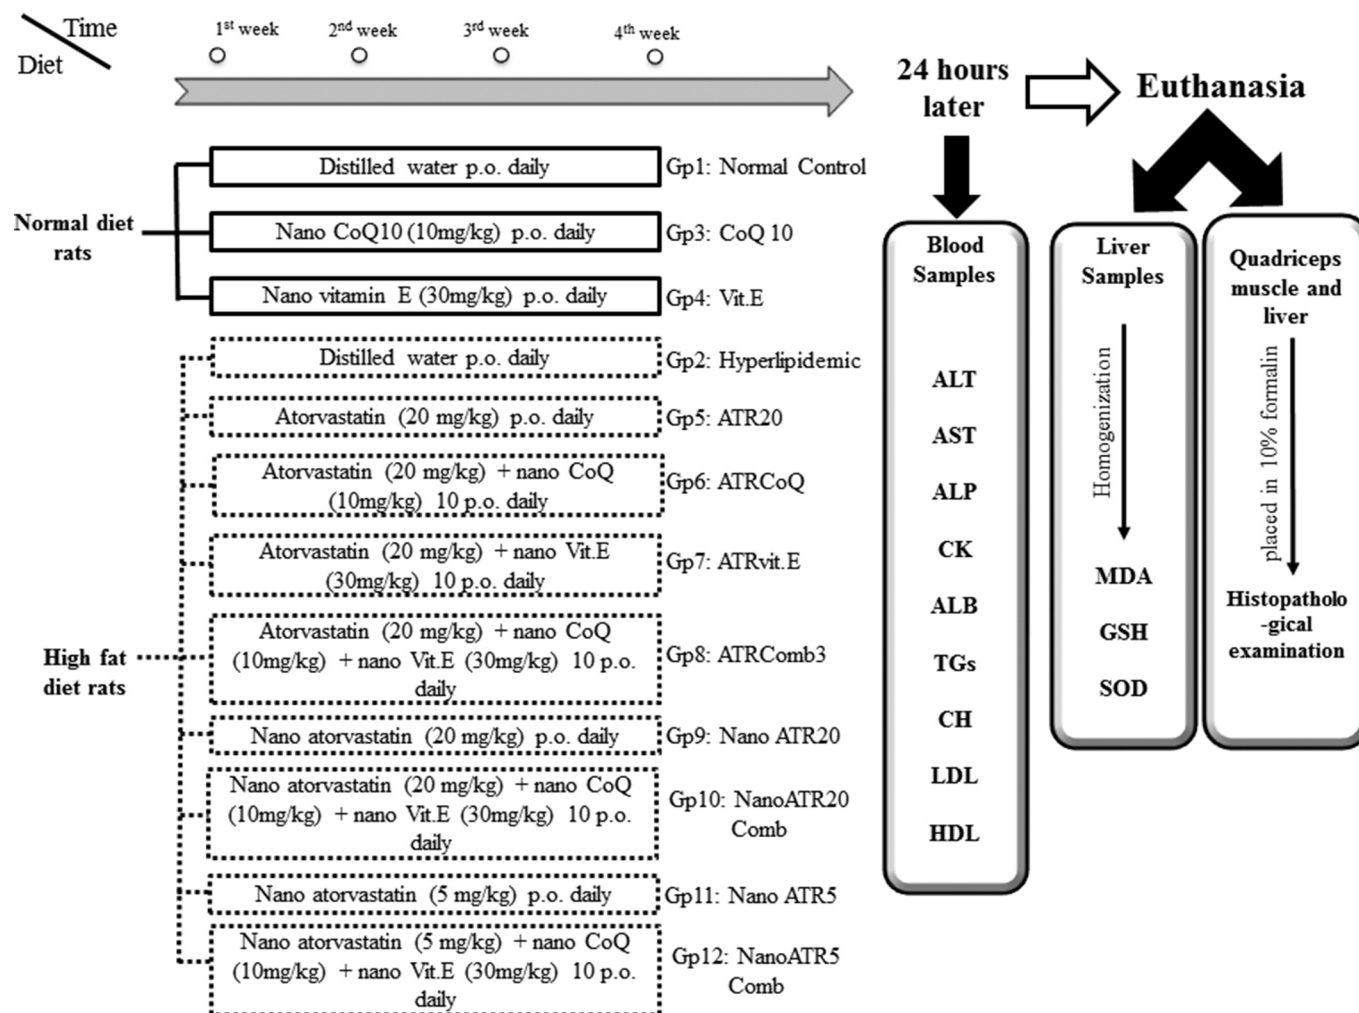 Time
Diet
1st week
2nd week
3rd week
4th week
24 hours
later
Euthanasia
Normal diet
rats
Distilled water p.o. daily
Gp1: Normal Control
Nano CoQ10 (10mg/kg) p.o. daily
Gp3: CoQ 10
Nano vitamin E (30mg/kg) p.o. daily
Gp4: Vit.E
High fat
diet rats
Distilled water p.o. daily
Gp2: Hyperlipidemic
Atorvastatin (20 mg/kg) p.o. daily
Gp5: ATR20
Atorvastatin (20 mg/kg) + nano CoQ
(10mg/kg) 10 p.o. daily
Gp6: ATRCoQ
Atorvastatin (20 mg/kg) + nano Vit.E
(30mg/kg) 10 p.o. daily
Gp7: ATRvit.E
Atorvastatin (20 mg/kg) + nano CoQ
(10mg/kg) + nano Vit.E (30mg/kg) 10 p.o.
daily
Gp8: ATRComb3
Nano atorvastatin (20 mg/kg) p.o. daily
Gp9: Nano ATR20
Nano atorvastatin (20 mg/kg) + nano CoQ
(10mg/kg) + nano Vit.E (30mg/kg) 10 p.o.
daily
Gp10: NanoATR20
Comb
Nano atorvastatin (5 mg/kg) p.o. daily
Gp11: Nano ATR5
Nano atorvastatin (5 mg/kg) + nano CoQ
(10mg/kg) + nano Vit.E (30mg/kg) 10 p.o.
daily
Gp12: NanoATR5
Comb
Blood
Samples
ALT
AST
ALP
CK
ALB
TGs
CH
LDL
HDL
Liver
Samples
Homogenization
MDA
GSH
SOD
Quadriceps
muscle and
liver
placed in 10% formalin
Histopatholo
-gical
examination